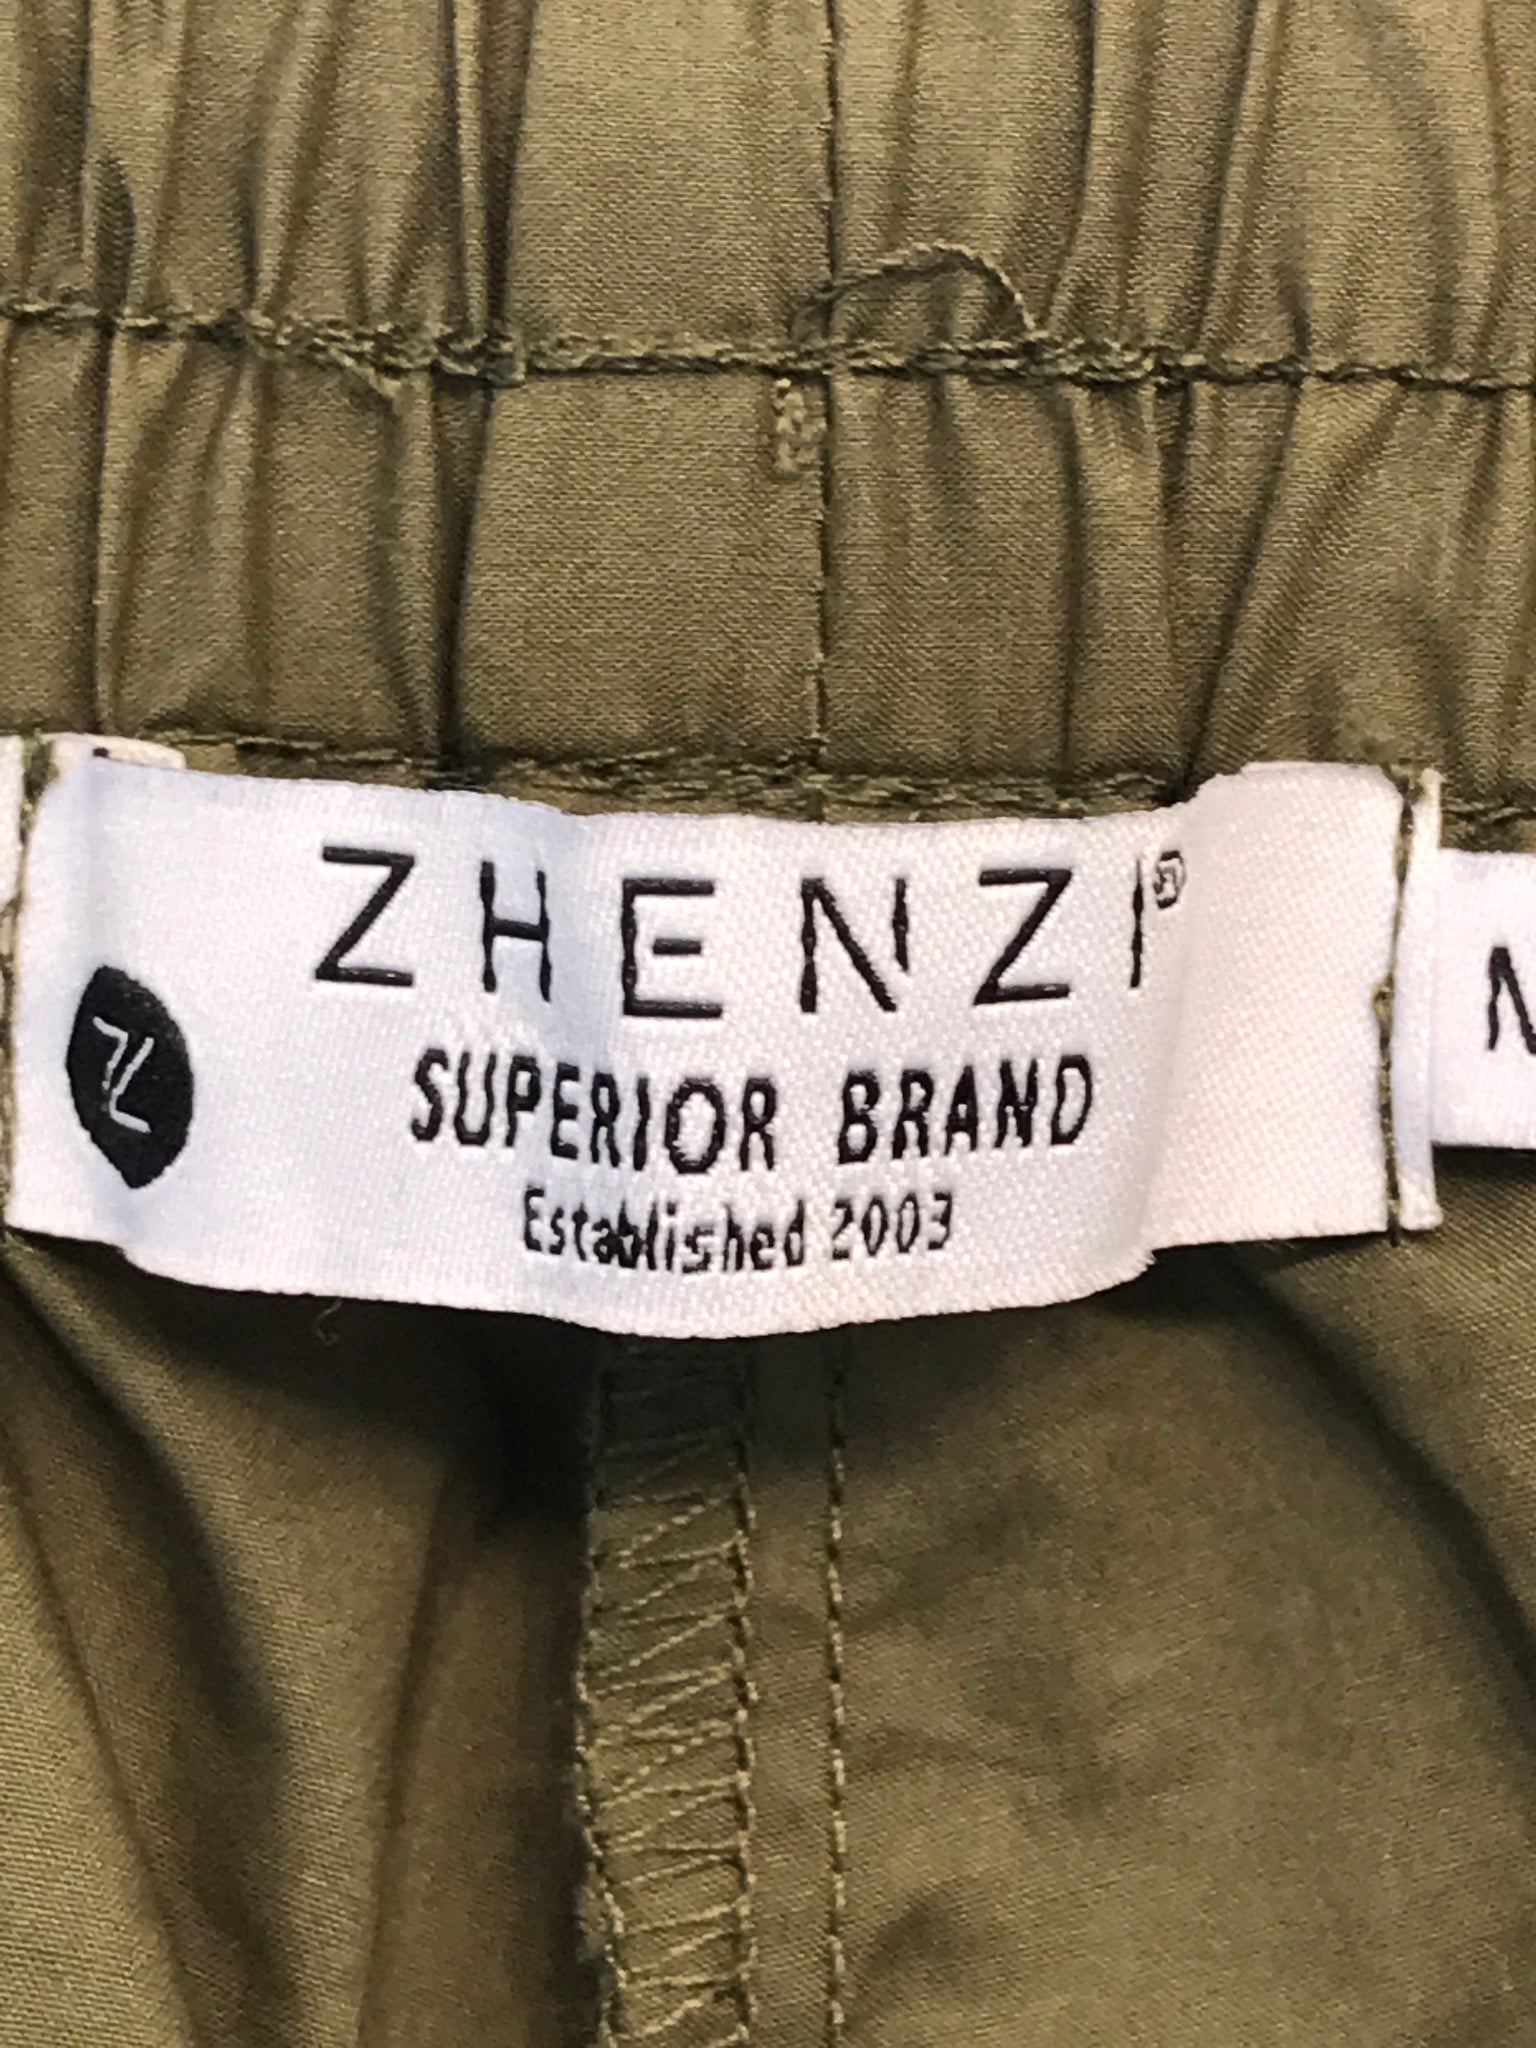 ZHENZI®
SUPERIOR BRAND
Established 2003